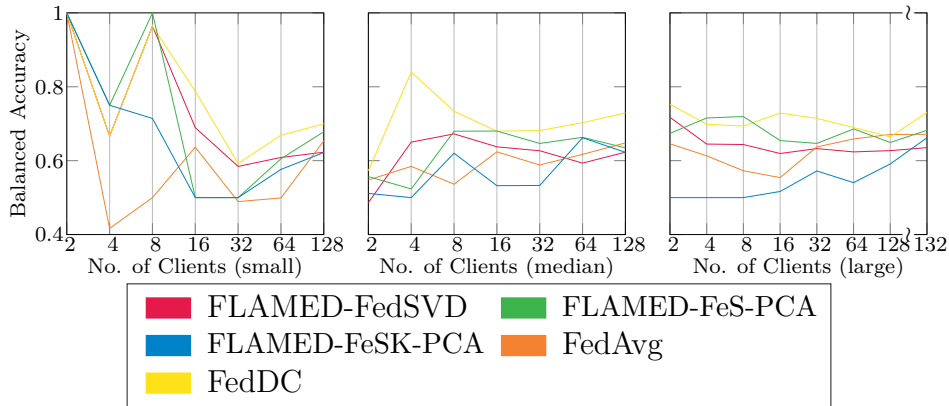 Balanced Accuracy
1
0.8
0.6
0.4
2 4 8 16 32 64 128
No. of Clients (small)
2 4 8 16 32 64 128
No. of Clients (median)
2 4 8 16 32 64 128 132
No. of Clients (large)
FLAMED-FedSVD
FLAMED-FeS-PCA
FLAMED-FeSK-PCA
FedAvg
FedDC